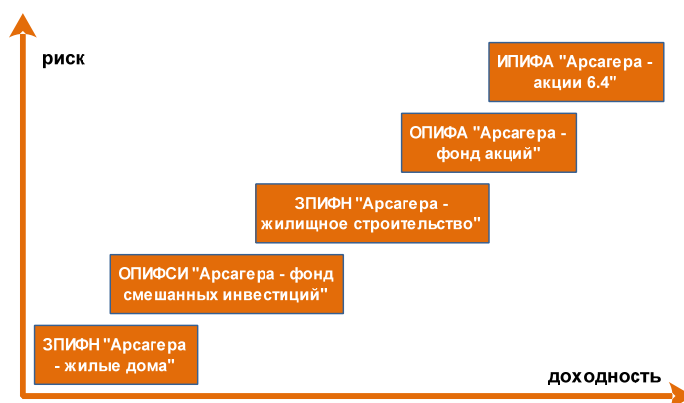 риск
ИПИФА "Арсагера -
акции 6.4"
ОПИФА "Арсагера -
фонд акций"
ЗПИФН "Арсагера -
жилищное строительство"
ОПИФСИ "Арсагера - фонд
смешанных инвестиций"
ЗПИФН "Арсагера
- жилые дома"
доходность